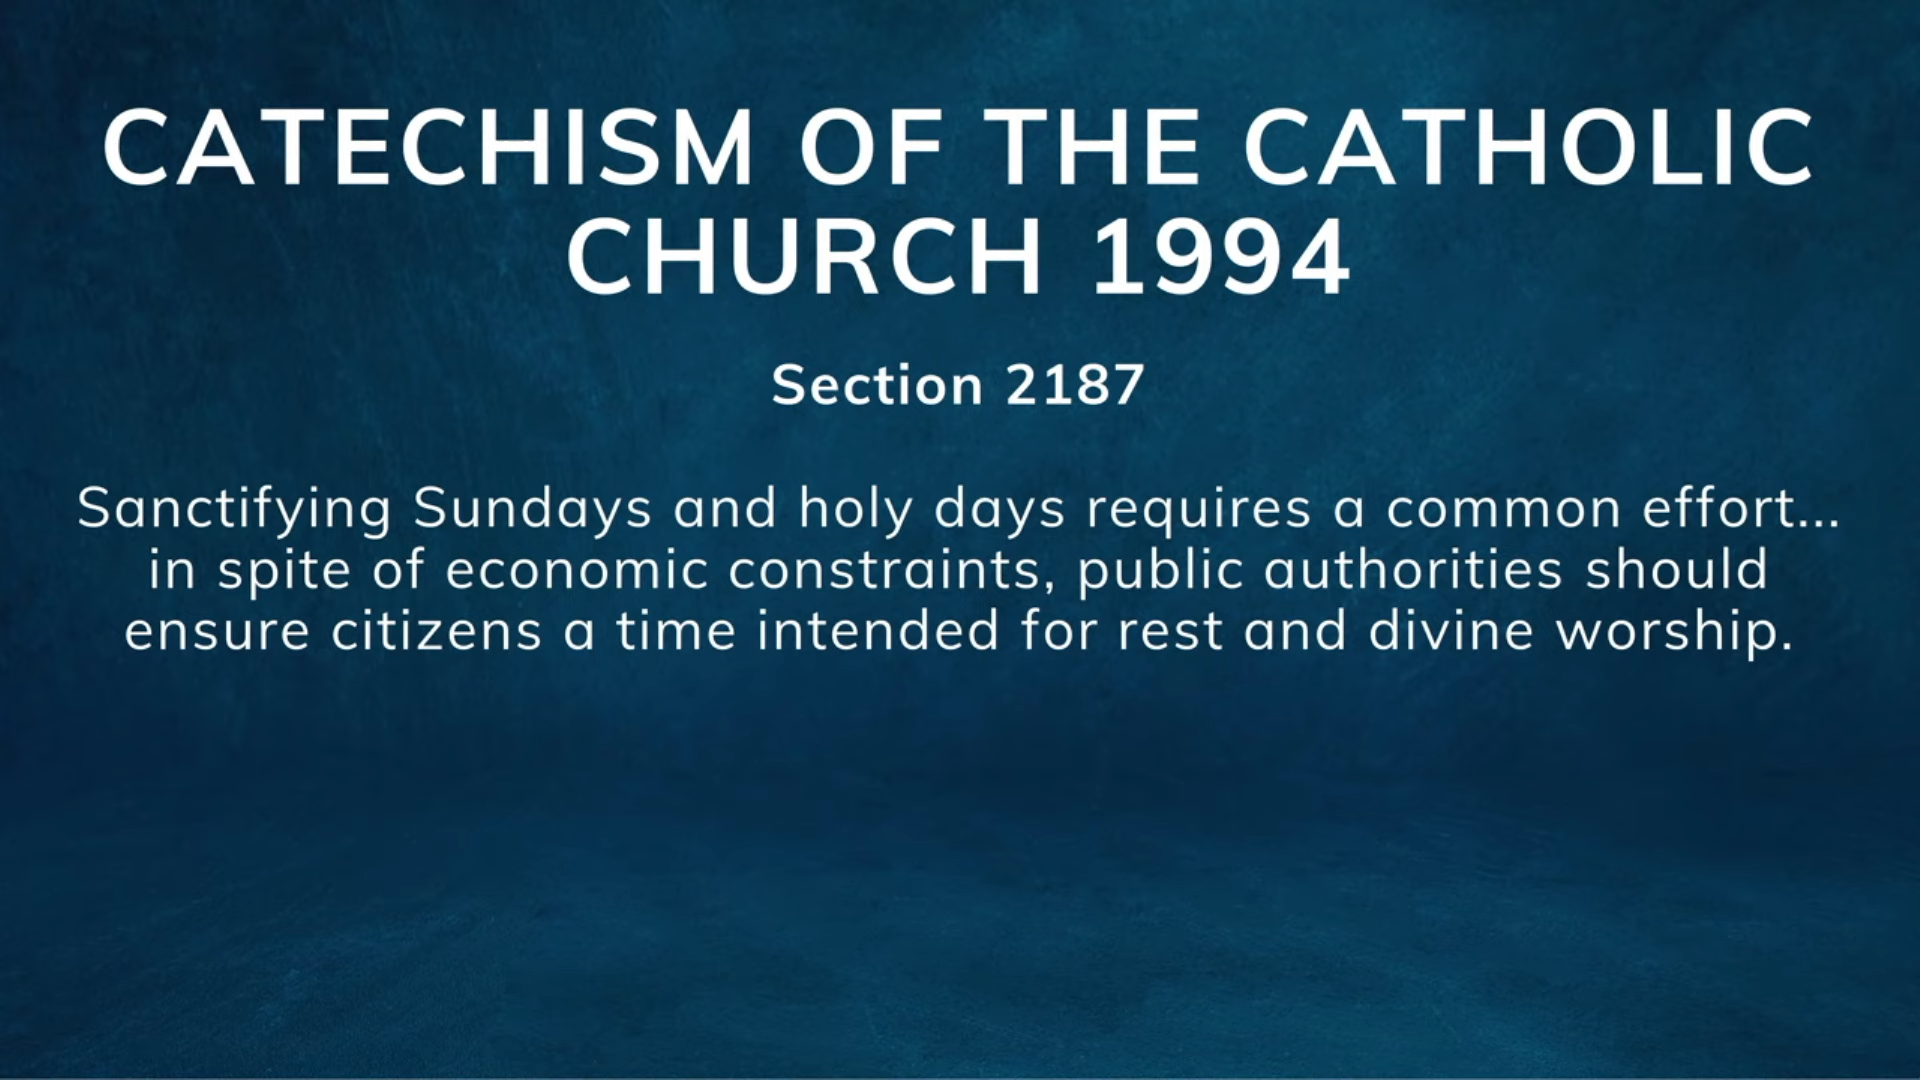 CATECHISM OF THE CATHOLIC
CHURCH 1994
Section 2187
Sanctifying Sundays and holy days requires a common effort...
in spite of economic constraints, public authorities should
ensure citizens a time intended for rest and divine worship.